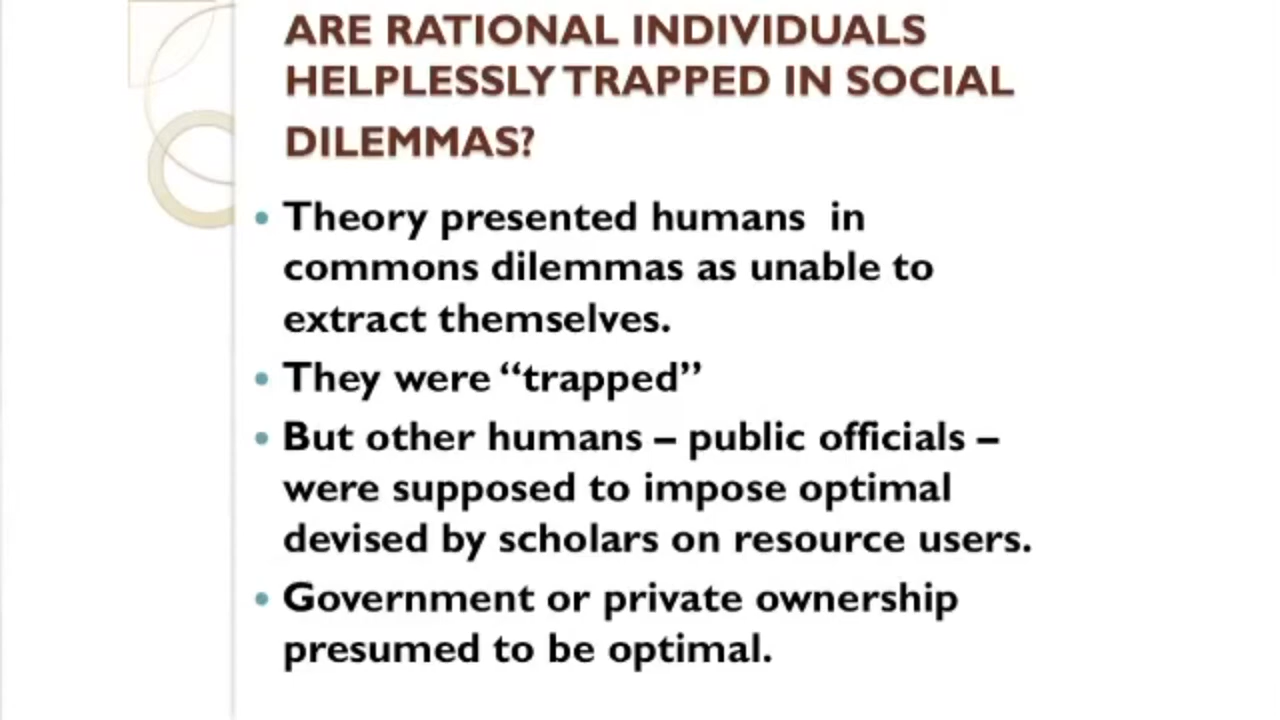 ARE RATIONAL INDIVIDUALS
HELPLESSLY TRAPPED IN SOCIAL
DILEMMAS?
• Theory presented humans in
commons dilemmas as unable to
extract themselves.
• They were “trapped”
• But other humans – public officials –
were supposed to impose optimal
devised by scholars on resource users.
• Government or private ownership
presumed to be optimal.